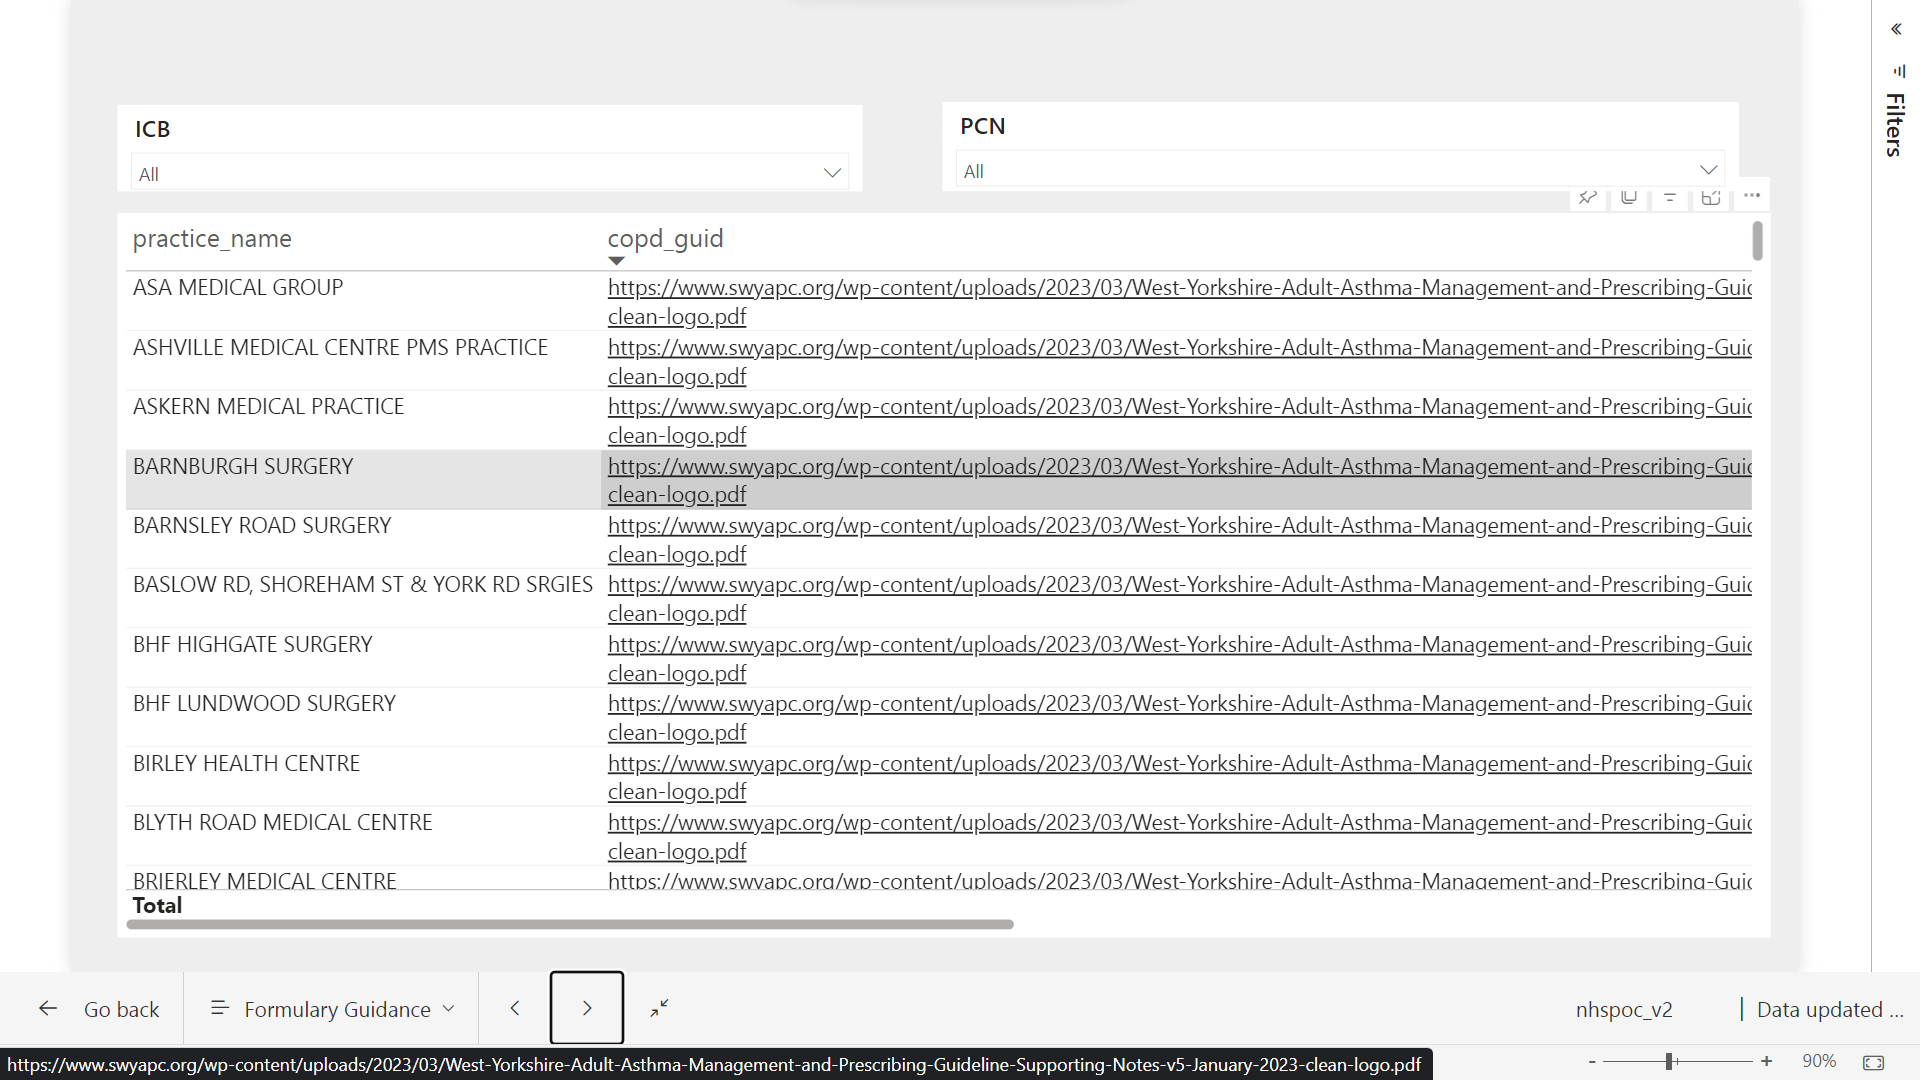 ICB
All
PCN
All
Filters
practice_name
copd_guid
ASA MEDICAL GROUP
https://www.swyapc.org/wp-content/uploads/2023/03/West-Yorkshire-Adult-Asthma-Management-and-Prescribing-Guid
clean-logo.pdf
ASHVILLE MEDICAL CENTRE PMS PRACTICE
https://www.swyapc.org/wp-content/uploads/2023/03/West-Yorkshire-Adult-Asthma-Management-and-Prescribing-Guid
clean-logo.pdf
ASKERN MEDICAL PRACTICE
https://www.swyapc.org/wp-content/uploads/2023/03/West-Yorkshire-Adult-Asthma-Management-and-Prescribing-Guid
clean-logo.pdf
BARNBURGH SURGERY
https://www.swyapc.org/wp-content/uploads/2023/03/West-Yorkshire-Adult-Asthma-Management-and-Prescribing-Guid
clean-logo.pdf
BARNSLEY ROAD SURGERY
https://www.swyapc.org/wp-content/uploads/2023/03/West-Yorkshire-Adult-Asthma-Management-and-Prescribing-Guid
clean-logo.pdf
BASLOW RD, SHOREHAM ST & YORK RD SRGIES
https://www.swyapc.org/wp-content/uploads/2023/03/West-Yorkshire-Adult-Asthma-Management-and-Prescribing-Guid
clean-logo.pdf
BHF HIGHGATE SURGERY
https://www.swyapc.org/wp-content/uploads/2023/03/West-Yorkshire-Adult-Asthma-Management-and-Prescribing-Guid
clean-logo.pdf
BHF LUNDWOOD SURGERY
https://www.swyapc.org/wp-content/uploads/2023/03/West-Yorkshire-Adult-Asthma-Management-and-Prescribing-Guid
clean-logo.pdf
BIRLEY HEALTH CENTRE
https://www.swyapc.org/wp-content/uploads/2023/03/West-Yorkshire-Adult-Asthma-Management-and-Prescribing-Guid
clean-logo.pdf
BLYTH ROAD MEDICAL CENTRE
https://www.swyapc.org/wp-content/uploads/2023/03/West-Yorkshire-Adult-Asthma-Management-and-Prescribing-Guid
clean-logo.pdf
BRIERLEY MEDICAL CENTRE
https://www.swyapc.org/wp-content/uploads/2023/03/West-Yorkshire-Adult-Asthma-Management-and-Prescribing-Guid
Total
Go back
Formulary Guidance
nhspoc_v2
| Data updated ...
https://www.swyapc.org/wp-content/uploads/2023/03/West-Yorkshire-Adult-Asthma-Management-and-Prescribing-Guideline-Supporting-Notes-v5-January-2023-clean-logo.pdf
- + 90%